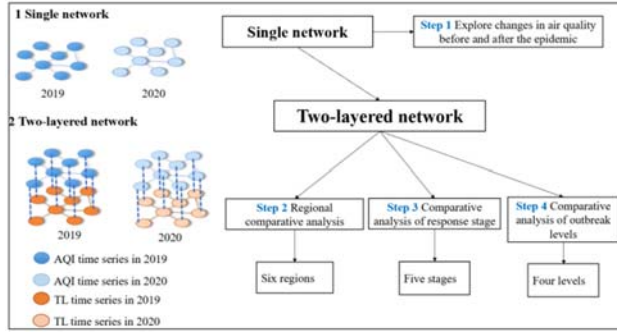 1 Single network
2019
2020
2 Two-layered network
2019
2020
AQI time series in 2019
AQI time series in 2020
TL time series in 2019
TL time series in 2020
Single network
Step 1 Explore changes in air quality
before and after the epidemic
Two-layered network
Step 2 Regional
comparative analysis
Step 3 Comparative
analysis of response stage
Step 4 Comparative
analysis of outbreak
levels
Six regions
Five stages
Four levels